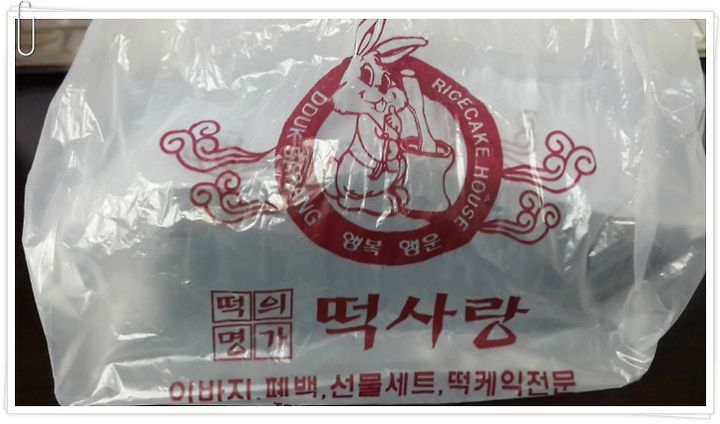 DDUK SARANG
RICECAKE HOUSE
행복 행운
떡의
명가
떡사랑
이바지,폐백,선물세트,떡케익전문